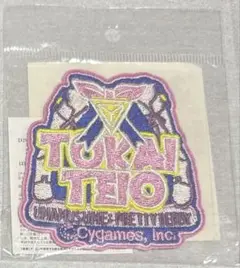 TOKAI
TEIO
UMAMUSUME: PRETTY DERBY
© Cygames, Inc.